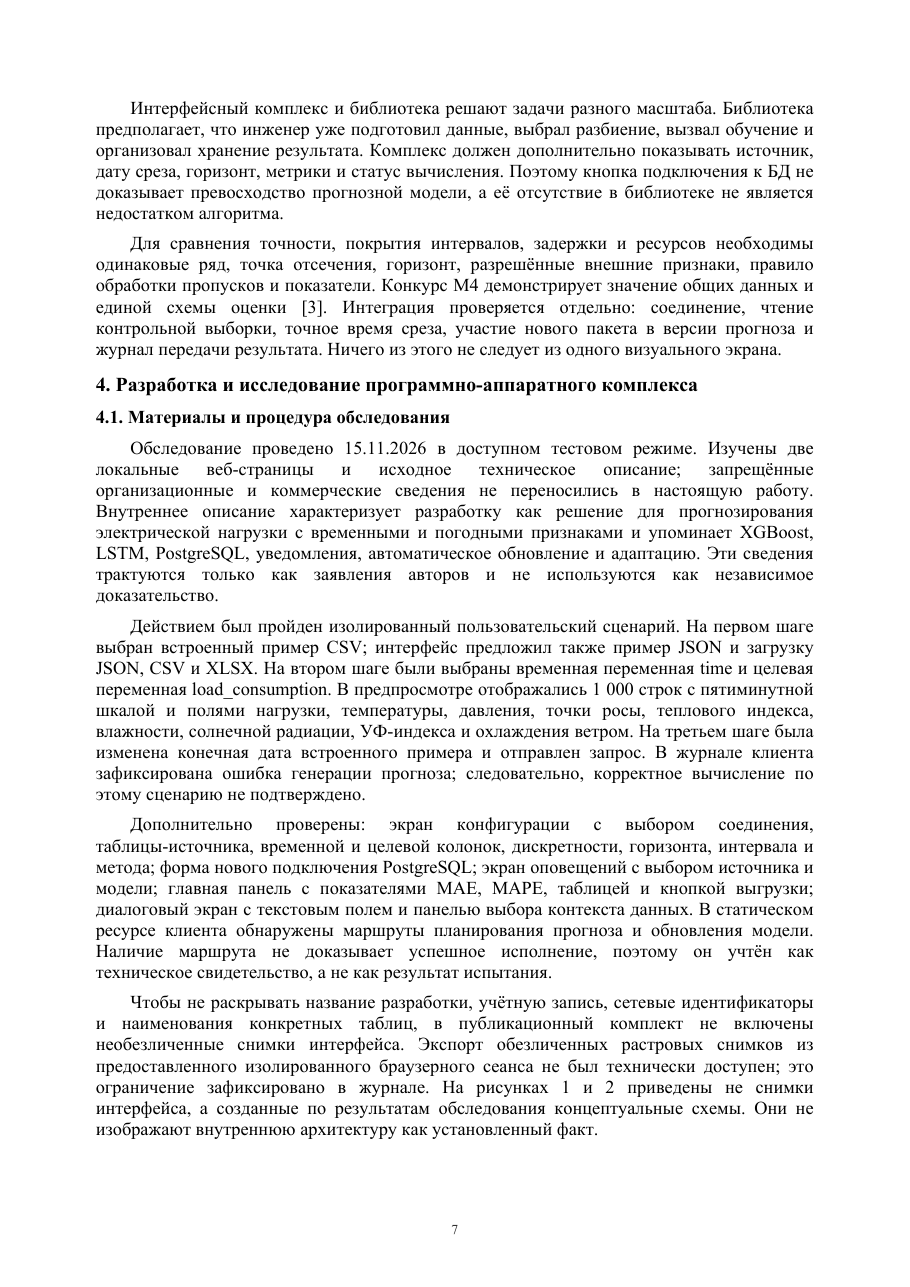 Интерфейсный комплекс и библиотека решают задачи разного масштаба. Библиотека
предполагает, что инженер уже подготовил данные, выбрал разбиение, вызвал обучение и
организовал хранение результата. Комплекс должен дополнительно показывать источник,
дату среза, горизонт, метрики и статус вычисления. Поэтому кнопка подключения к БД не
доказывает превосходство прогнозной модели, а её отсутствие в библиотеке не является
недостатком алгоритма.
Для сравнения точности, покрытия интервалов, задержки и ресурсов необходимы
одинаковые ряд, точка отсечения, горизонт, разрешённые внешние признаки, правило
обработки пропусков и показатели. Конкурс M4 демонстрирует значение общих данных и
единой схемы оценки [3]. Интеграция проверяется отдельно: соединение, чтение
контрольной выборки, точное время среза, участие нового пакета в версии прогноза и
журнал передачи результата. Ничего из этого не следует из одного визуального экрана.
4. Разработка и исследование программно-аппаратного комплекса
4.1. Материалы и процедура обследования
Обследование проведено 15.11.2026 в доступном тестовом режиме. Изучены две
локальные веб-страницы и исходное техническое описание; запрещённые
организационные и коммерческие сведения не переносились в настоящую работу.
Внутреннее описание характеризует разработку как решение для прогнозирования
электрической нагрузки с временными и погодными признаками и упоминает XGBoost,
LSTM, PostgreSQL, уведомления, автоматическое обновление и адаптацию. Эти сведения
трактуются только как заявления авторов и не используются как независимое
доказательство.
Действием был пройден изолированный пользовательский сценарий. На первом шаге
выбран встроенный пример CSV; интерфейс предложил также пример JSON и загрузку
JSON, CSV и XLSX. На втором шаге были выбраны временная переменная time и целевая
переменная load_consumption. В предпросмотре отображались 1 000 строк с пятиминутной
шкалой и полями нагрузки, температуры, давления, точки росы, теплового индекса,
влажности, солнечной радиации, УФ-индекса и охлаждения ветром. На третьем шаге была
изменена конечная дата встроенного примера и отправлен запрос. В журнале клиента
зафиксирована ошибка генерации прогноза; следовательно, корректное вычисление по
этому сценарию не подтверждено.
Дополнительно проверены: экран конфигурации с выбором соединения,
таблицы-источника, временной и целевой колонок, дискретности, горизонта, интервала и
метода; форма нового подключения PostgreSQL; экран оповещений с выбором источника и
модели; главная панель с показателями MAE, MAPE, таблицей и кнопкой выгрузки;
диалоговый экран с текстовым полем и панелью выбора контекста данных. В статическом
ресурсе клиента обнаружены маршруты планирования прогноза и обновления модели.
Наличие маршрута не доказывает успешное исполнение, поэтому он учтён как
техническое свидетельство, а не как результат испытания.
Чтобы не раскрывать название разработки, учётную запись, сетевые идентификаторы
и наименования конкретных таблиц, в публикационный комплект не включены
необезличенные снимки интерфейса. Экспорт обезличенных растровых снимков из
предоставленного изолированного браузерного сеанса не был технически доступен; это
ограничение зафиксировано в журнале. На рисунках 1 и 2 приведены не снимки
интерфейса, а созданные по результатам обследования концептуальные схемы. Они не
изображают внутреннюю архитектуру как установленный факт.
7